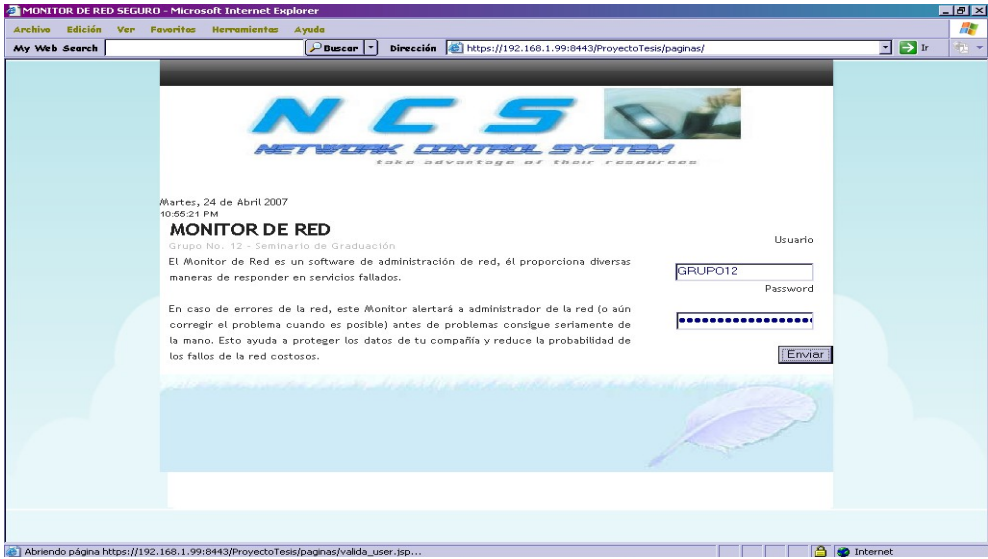 MONITOR DE RED SEGURO - Microsoft Internet Explorer
Archivo Edición Ver Favoritos Herramientas Ayuda
My Web Search Buscar Dirección https://192.168.1.99:8443/ProyectoTesis/paginas/ Ir
NCS
NETWORK CONTROL SYSTEM
take advantage of their resources
Martes, 24 de Abril 2007
10:55:21 PM
MONITOR DE RED
Grupo No. 12 - Seminario de Graduación
El Monitor de Red es un software de administración de red, él proporciona diversas
maneras de responder en servicios fallados.
En caso de errores de la red, este Monitor alertará a administrador de la red (o aún
corregir el problema cuando es posible) antes de problemas consigue seriamente de
la mano. Esto ayuda a proteger los datos de tu compañía y reduce la probabilidad de
los fallos de la red costosos.
Usuario
GRUPO12
Password
Enviar
Abriendo página https://192.168.1.99:8443/ProyectoTesis/paginas/valida_user.jsp... Internet